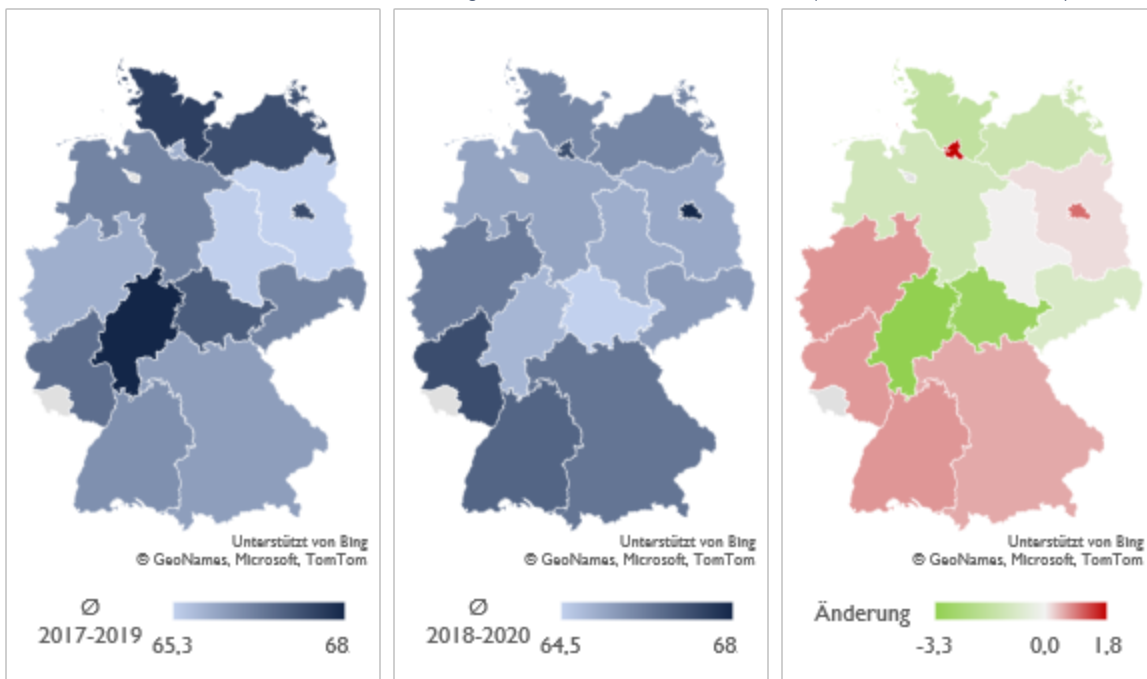 Unterstützt von Bing
© GeoNames, Microsoft, TomTom
Ø
2017-2019
65,3
68
Unterstützt von Bing
© GeoNames, Microsoft, TomTom
Ø
2018-2020
64,5
68
Unterstützt von Bing
© GeoNames, Microsoft, TomTom
Änderung
-3,3
0,0
1,8